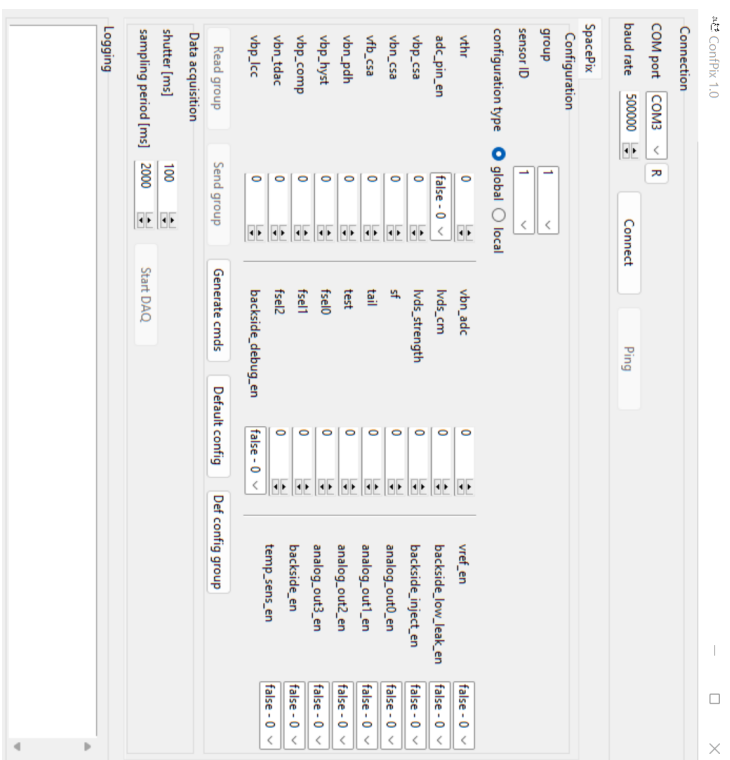 ConfPix 1.0
Connection
COM port COM3 R Connect Ping
baud rate 500000
SpacePix
Configuration
group 1
sensor ID 1
configuration type global local
vthr 0 vbn_adc 0 vref_en false - 0
adc_pin_en false - 0 lvds_cm 0 backside_low_leak_en false - 0
vbp_csa 0 lvds_strength 0 backside_inject_en false - 0
vbn_csa 0 sf 0 analog_out0_en false - 0
vfb_csa 0 tail 0 analog_out1_en false - 0
vbn_pdh 0 test 0 analog_out2_en false - 0
vbp_hyst 0 fsel0 0 analog_out3_en false - 0
vbp_comp 0 fsel1 0 backside_en false - 0
vbn_tdac 0 fsel2 0 temp_sens_en false - 0
vbp_lcc 0 backside_debug_en false - 0
Read group Send group Generate cmds Default config Def config group
Data acquisition
shutter [ms] 100 Start DAQ
sampling period [ms] 2000
Logging